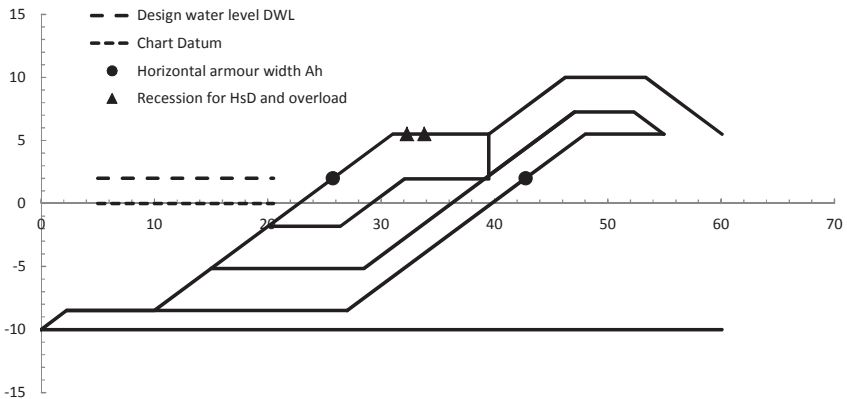 15
Design water level DWL
Chart Datum
10
Horizontal armour width Ah
Recession for HsD and overload
5
0
0 10 20 30 40 50 60 70
-5
-10
-15